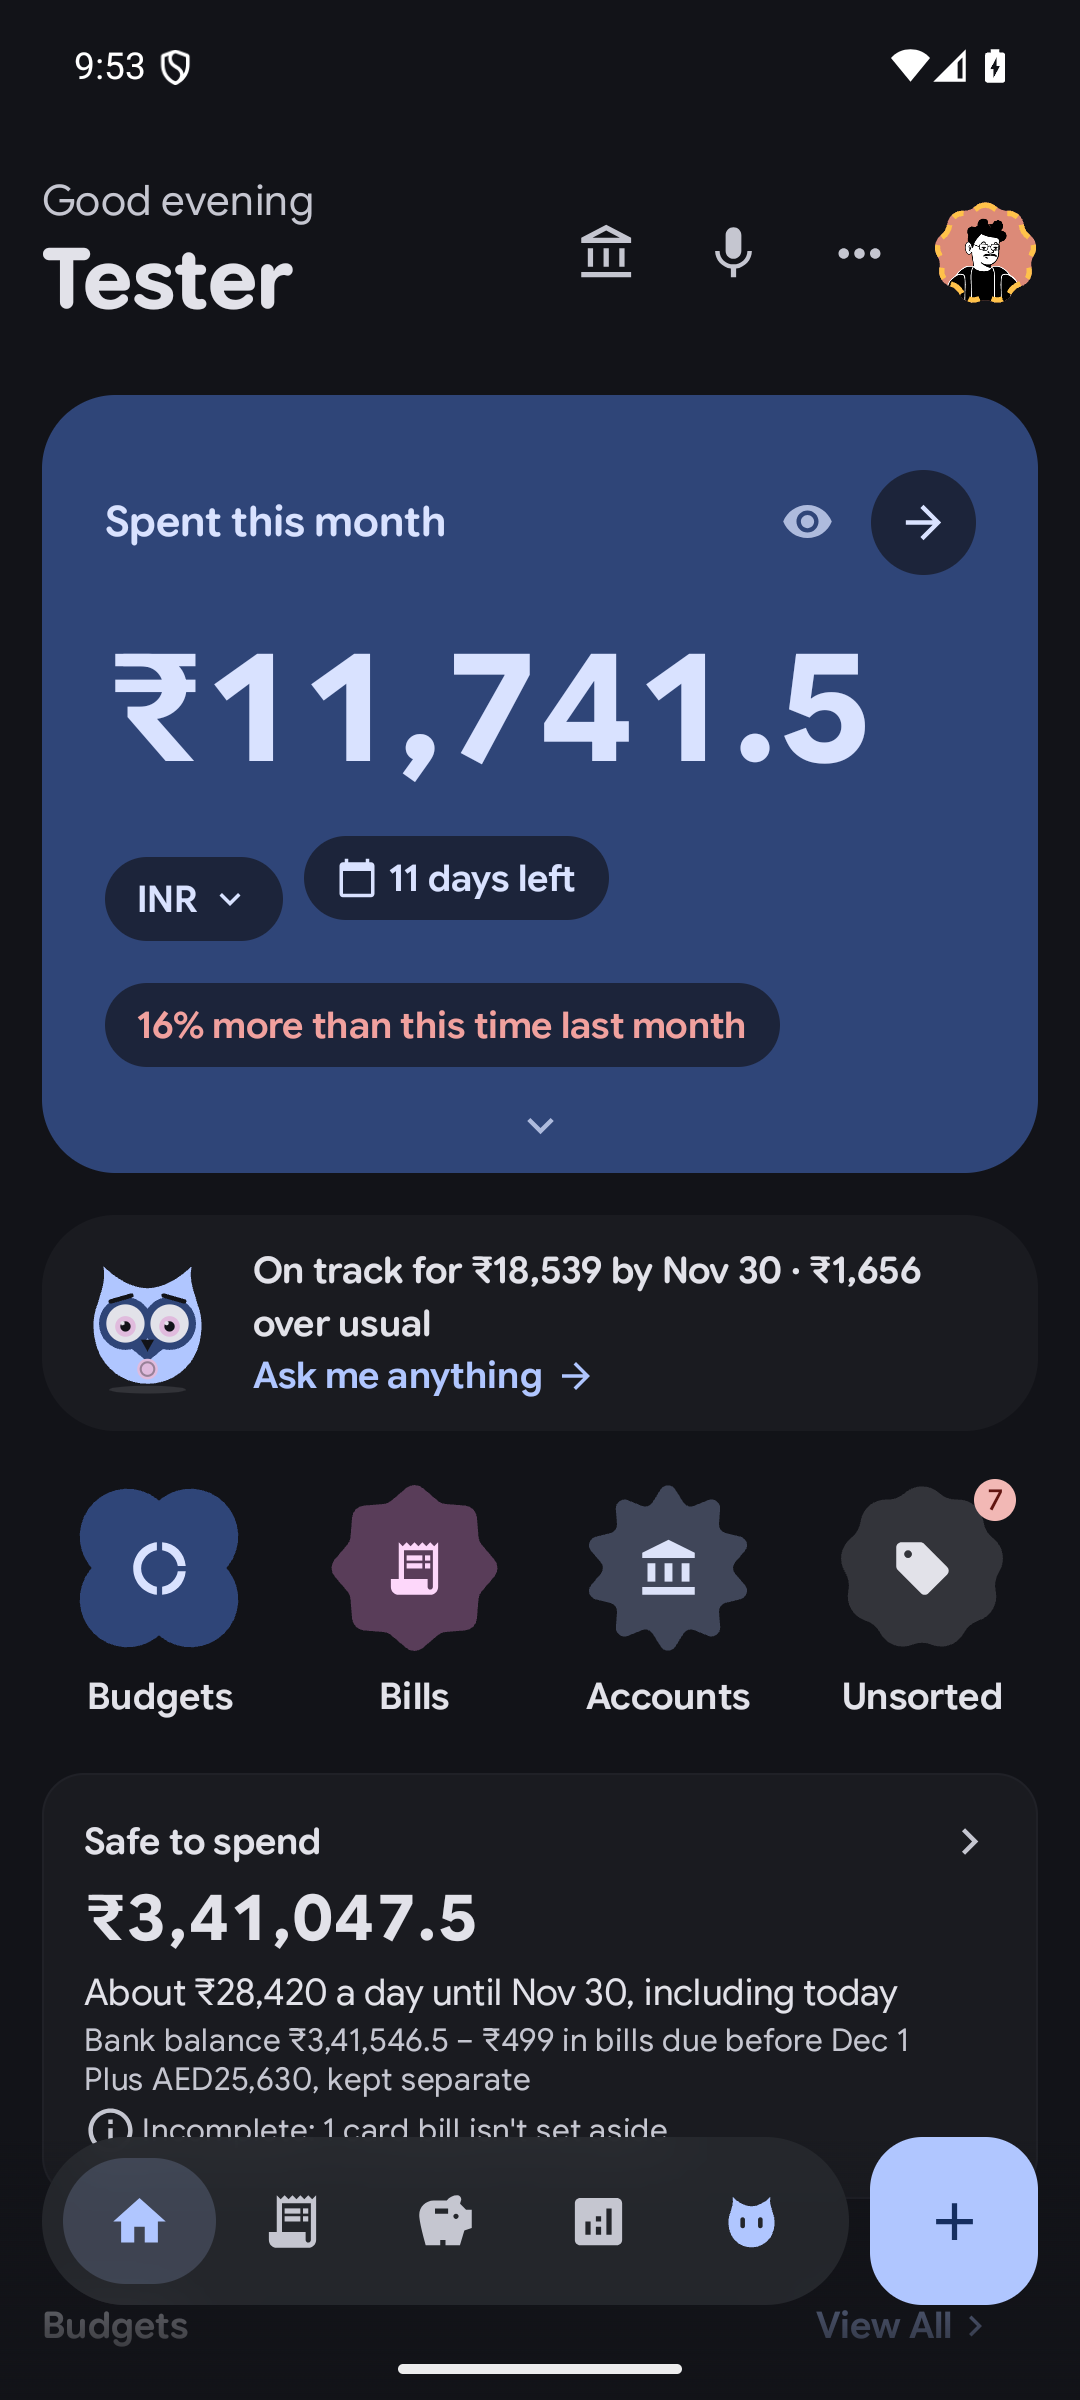 9:53
Good evening
Tester
Spent this month
₹11,741.5
INR
11 days left
16% more than this time last month
On track for ₹18,539 by Nov 30 · ₹1,656
over usual
Ask me anything →
7
Budgets
Bills
Accounts
Unsorted
Safe to spend
₹3,41,047.5
About ₹28,420 a day until Nov 30, including today
Bank balance ₹3,41,546.5 – ₹499 in bills due before Dec 1
Plus AED25,630, kept separate
Incomplete: 1 card bill isn't set aside
Budgets
View All